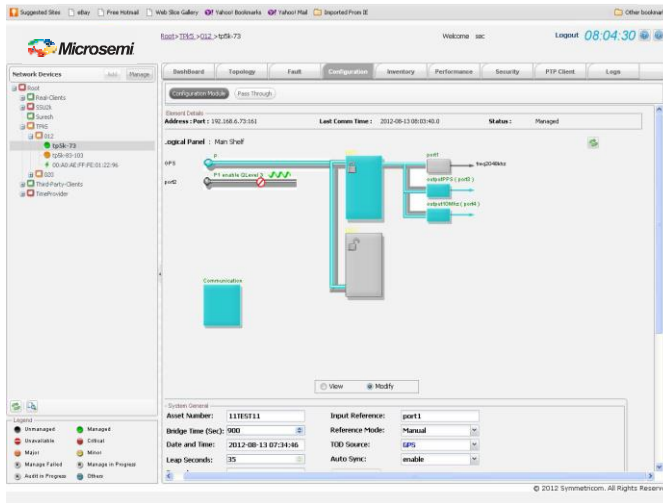 Suggested Sites eBay Free Hotmail Web Slice Gallery Yahoo! Bookmarks Yahoo! Mail Imported From IE Other bookmar
Microsemi
Root>TP5K >012 >tp5k-73 Welcome sec Logout 08:04:30
Network Devices Add Manage
Dashboard Topology Fault Configuration Inventory Performance Security PTP Client Logs
Root
Real-Clients
SSU2K
Suresh
TP5K
012
tp5k-73
tp5k-83-103
00:A0:AE:FF:FE:01:22:96
Third-Party-Clients
TimeProvider
Configuration Module Pass Through
Element Details
Address : Port : 192.168.6.73:161 Last Comm Time : 2012-08-13 08:03:40.0 Status : Managed
Logical Panel : Main Shelf
GPS
P
port2
P1 enable QLevel 3
port1
outputPPS ( port3 )
output10MHz ( port4 )
Communication
View Modify
System General
Asset Number: 11TEST11 Input Reference: port1
Bridge Time (Sec): 900 Reference Mode: Manual
Date and Time: 2012-08-13 07:34:46 TOD Source: GPS
Leap Seconds: 35 Auto Sync: enable
Legend
Unmanaged Managed
Unavailable Critical
Major Minor
Manage Failed Manage in Progress
Audit in Progress Others
© 2012 Symmetricom. All Rights Reserv